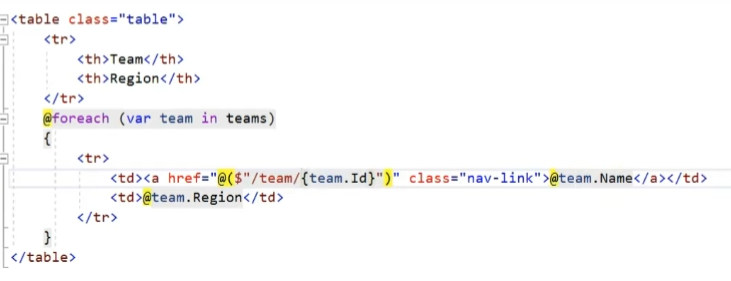 <table class="table">
<tr>
<th>Team</th>
<th>Region</th>
</tr>
@foreach (var team in teams)
{
<tr>
<td><a href="@($"/team/{team.Id}")" class="nav-link">@team.Name</a></td>
<td>@team.Region</td>
</tr>
}
</table>